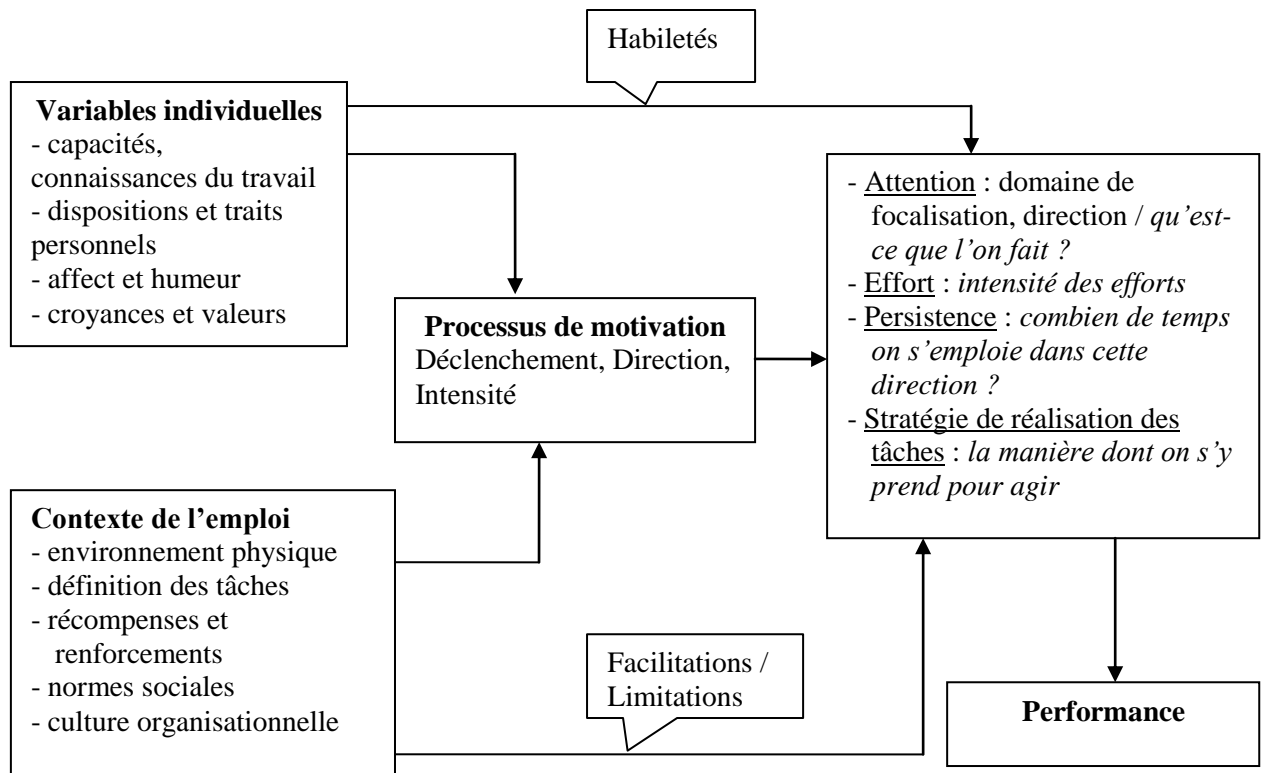 Habiletés
Variables individuelles
- capacités,
connaissances du travail
- dispositions et traits
personnels
- affect et humeur
- croyances et valeurs
- Attention : domaine de
focalisation, direction / qu’est-
ce que l’on fait ?
- Effort : intensité des efforts
- Persistence : combien de temps
on s’emploie dans cette
direction ?
- Stratégie de réalisation des
tâches : la manière dont on s’y
prend pour agir
Processus de motivation
Déclenchement, Direction,
Intensité
Contexte de l’emploi
- environnement physique
- définition des tâches
- récompenses et
renforcements
- normes sociales
- culture organisationnelle
Facilitations /
Limitations
Performance